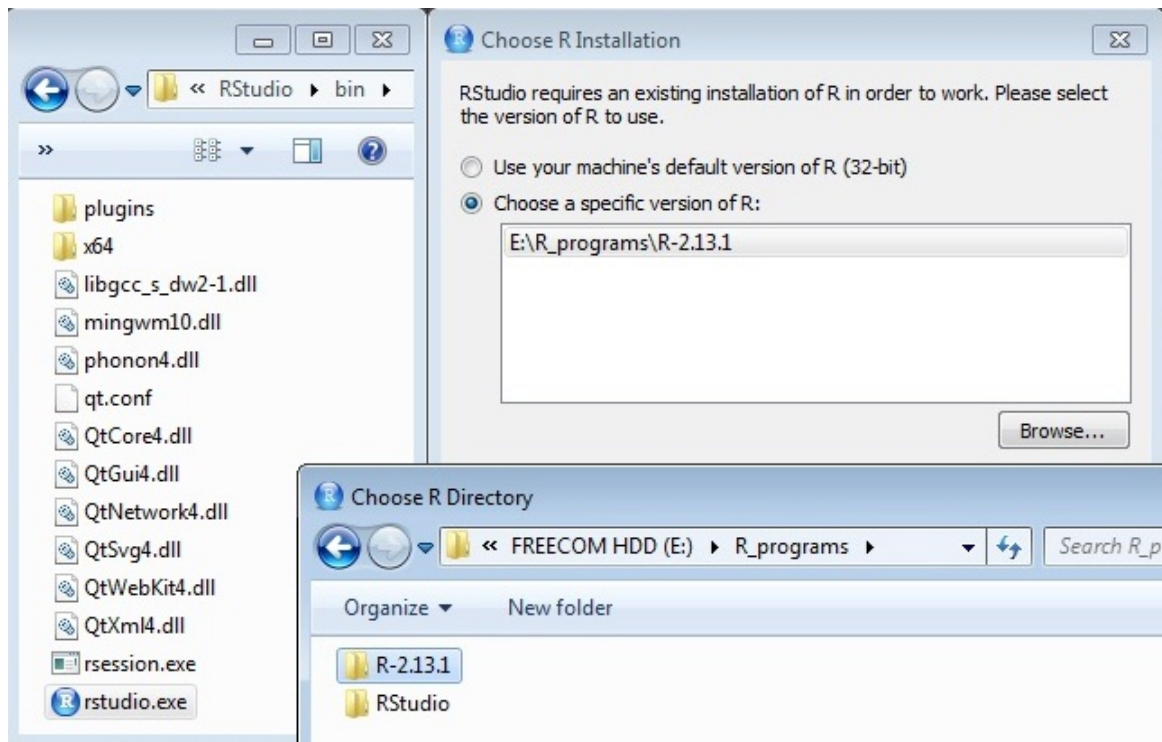 « RStudio ▸ bin ▸
»
plugins
x64
libgcc_s_dw2-1.dll
mingwm10.dll
phonon4.dll
qt.conf
QtCore4.dll
QtGui4.dll
QtNetwork4.dll
QtSvg4.dll
QtWebKit4.dll
QtXml4.dll
rsession.exe
rstudio.exe
Choose R Installation
RStudio requires an existing installation of R in order to work. Please select
the version of R to use.
Use your machine's default version of R (32-bit)
Choose a specific version of R:
E:\R_programs\R-2.13.1
Browse...
Choose R Directory
« FREECOM HDD (E:) ▸ R_programs ▸
Search R_p
Organize
New folder
R-2.13.1
RStudio